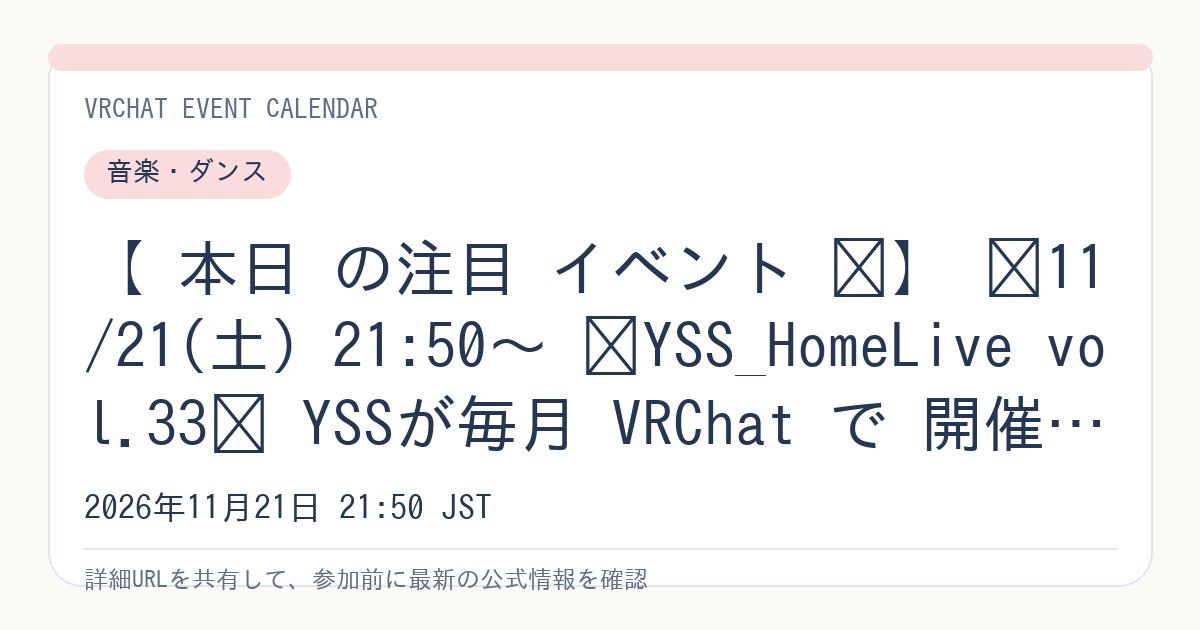 VRCHAT EVENT CALENDAR
音楽・ダンス
【 本日 の注目 イベント 】 11
/21(土) 21:50〜 YSS_HomeLive vo
l.33 YSSが毎月 VRChat で 開催…
2026年11月21日 21:50 JST
詳細URLを共有して、参加前に最新の公式情報を確認